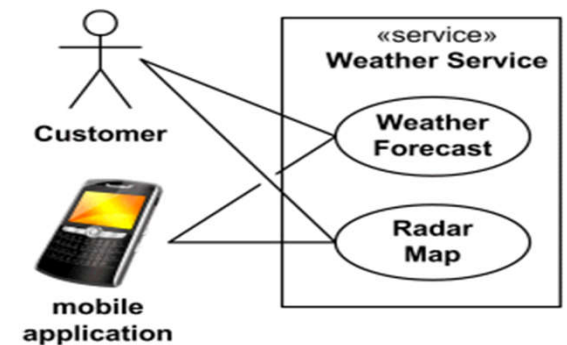 «service»
Weather Service
Customer
Weather
Forecast
Radar
Map
mobile
application